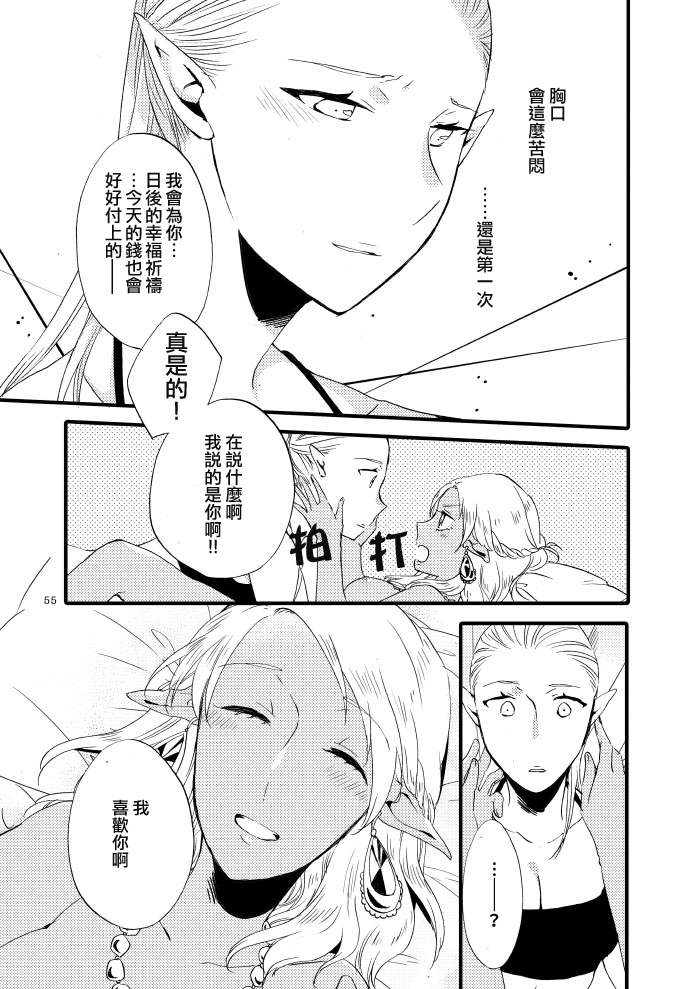 胸口
會這麼苦悶
……還是第一次
我會為你…
日後的幸福祈禱
…今天的錢也會
好好付上的——
真是的！
在説什麼啊
我説的是你啊!!
拍打
55
…——？
我
喜歡你啊